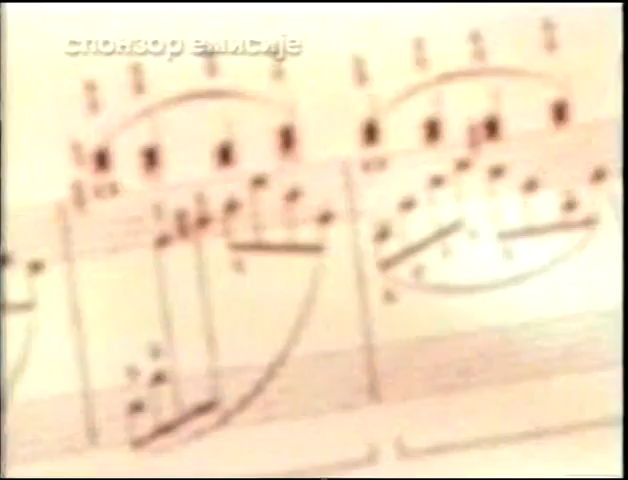 спонзор емисије